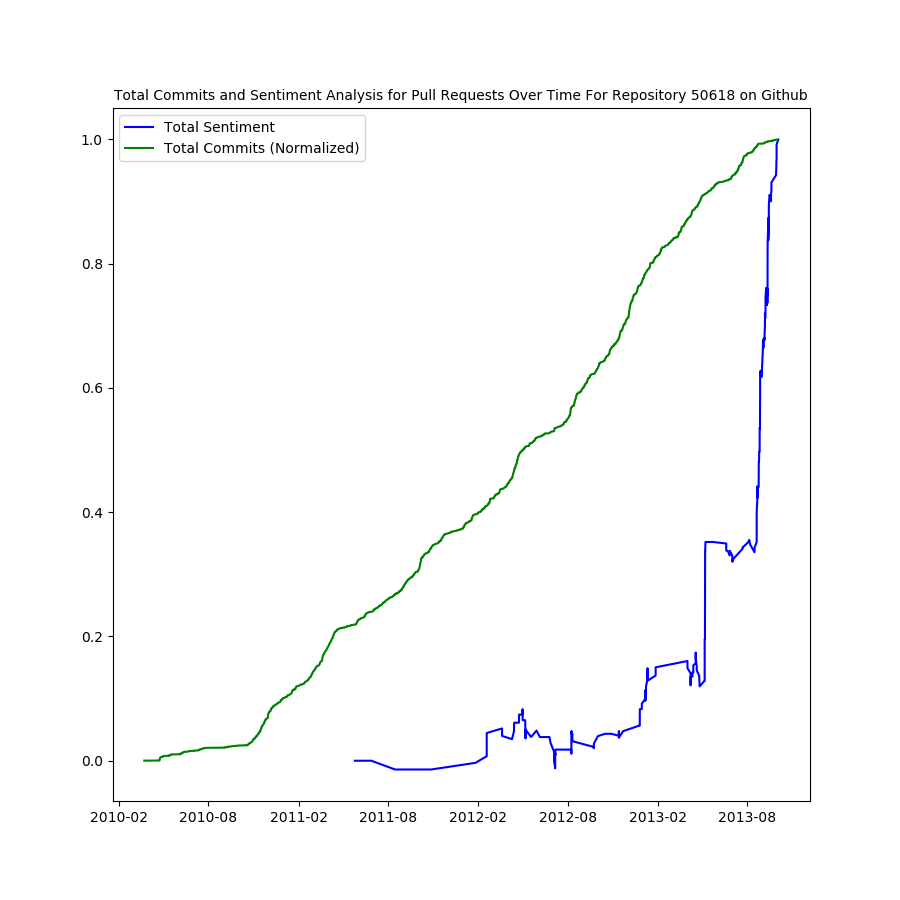 Total Commits and Sentiment Analysis for Pull Requests Over Time For Repository 50618 on Github
Total Sentiment
Total Commits (Normalized)
1.0
0.8
0.6
0.4
0.2
0.0
2010-02 2010-08 2011-02 2011-08 2012-02 2012-08 2013-02 2013-08